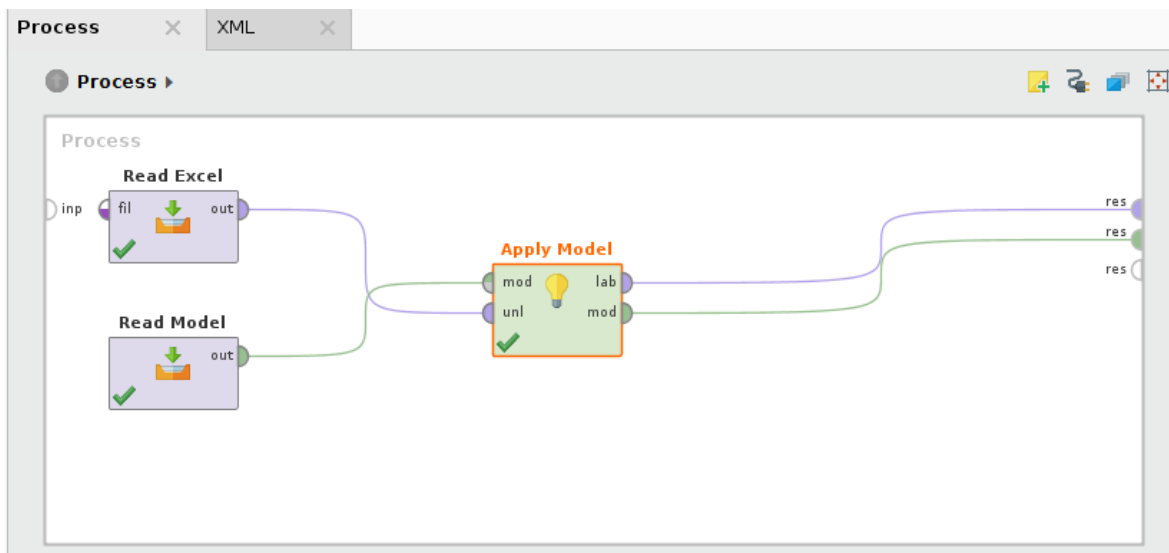 Process XML
Process
Process
Read Excel
inp fil out
res
res
Apply Model
res
mod lab
unl mod
Read Model
out